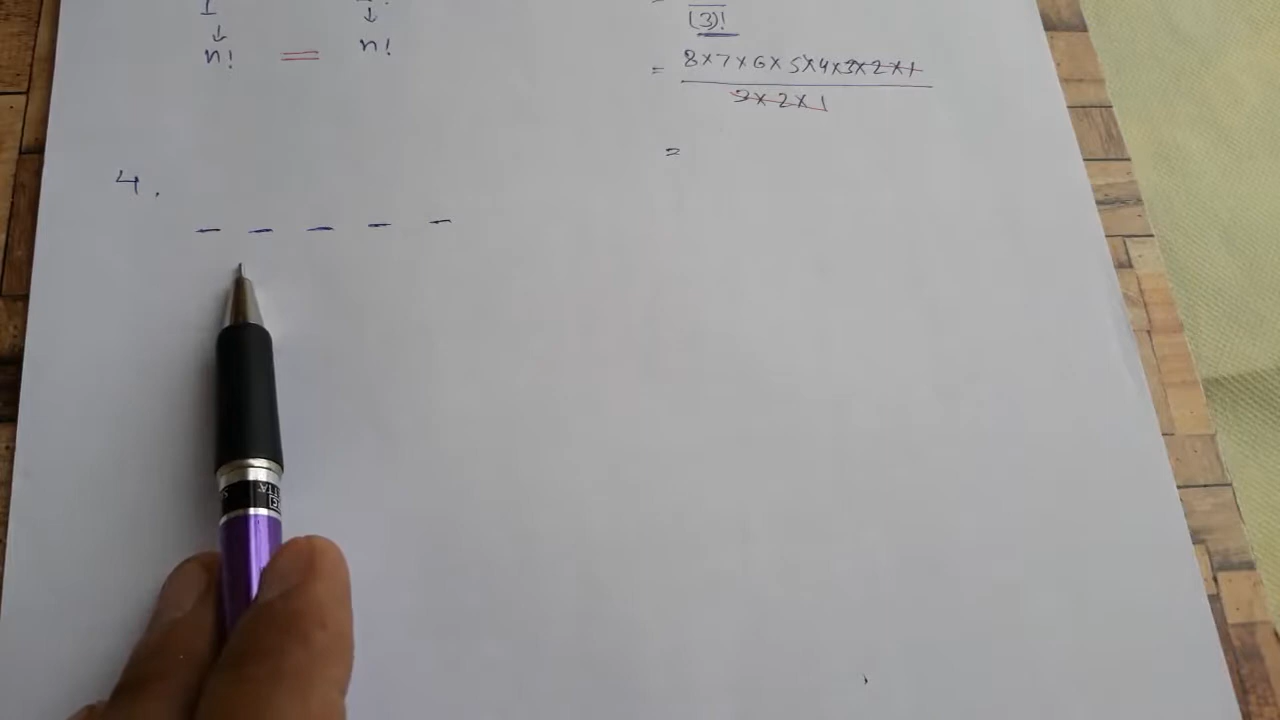 n! = n!
(3)!
= 8×7×6×5×4×3×2×1
3×2×1
=
4.
_ _ _ _ _